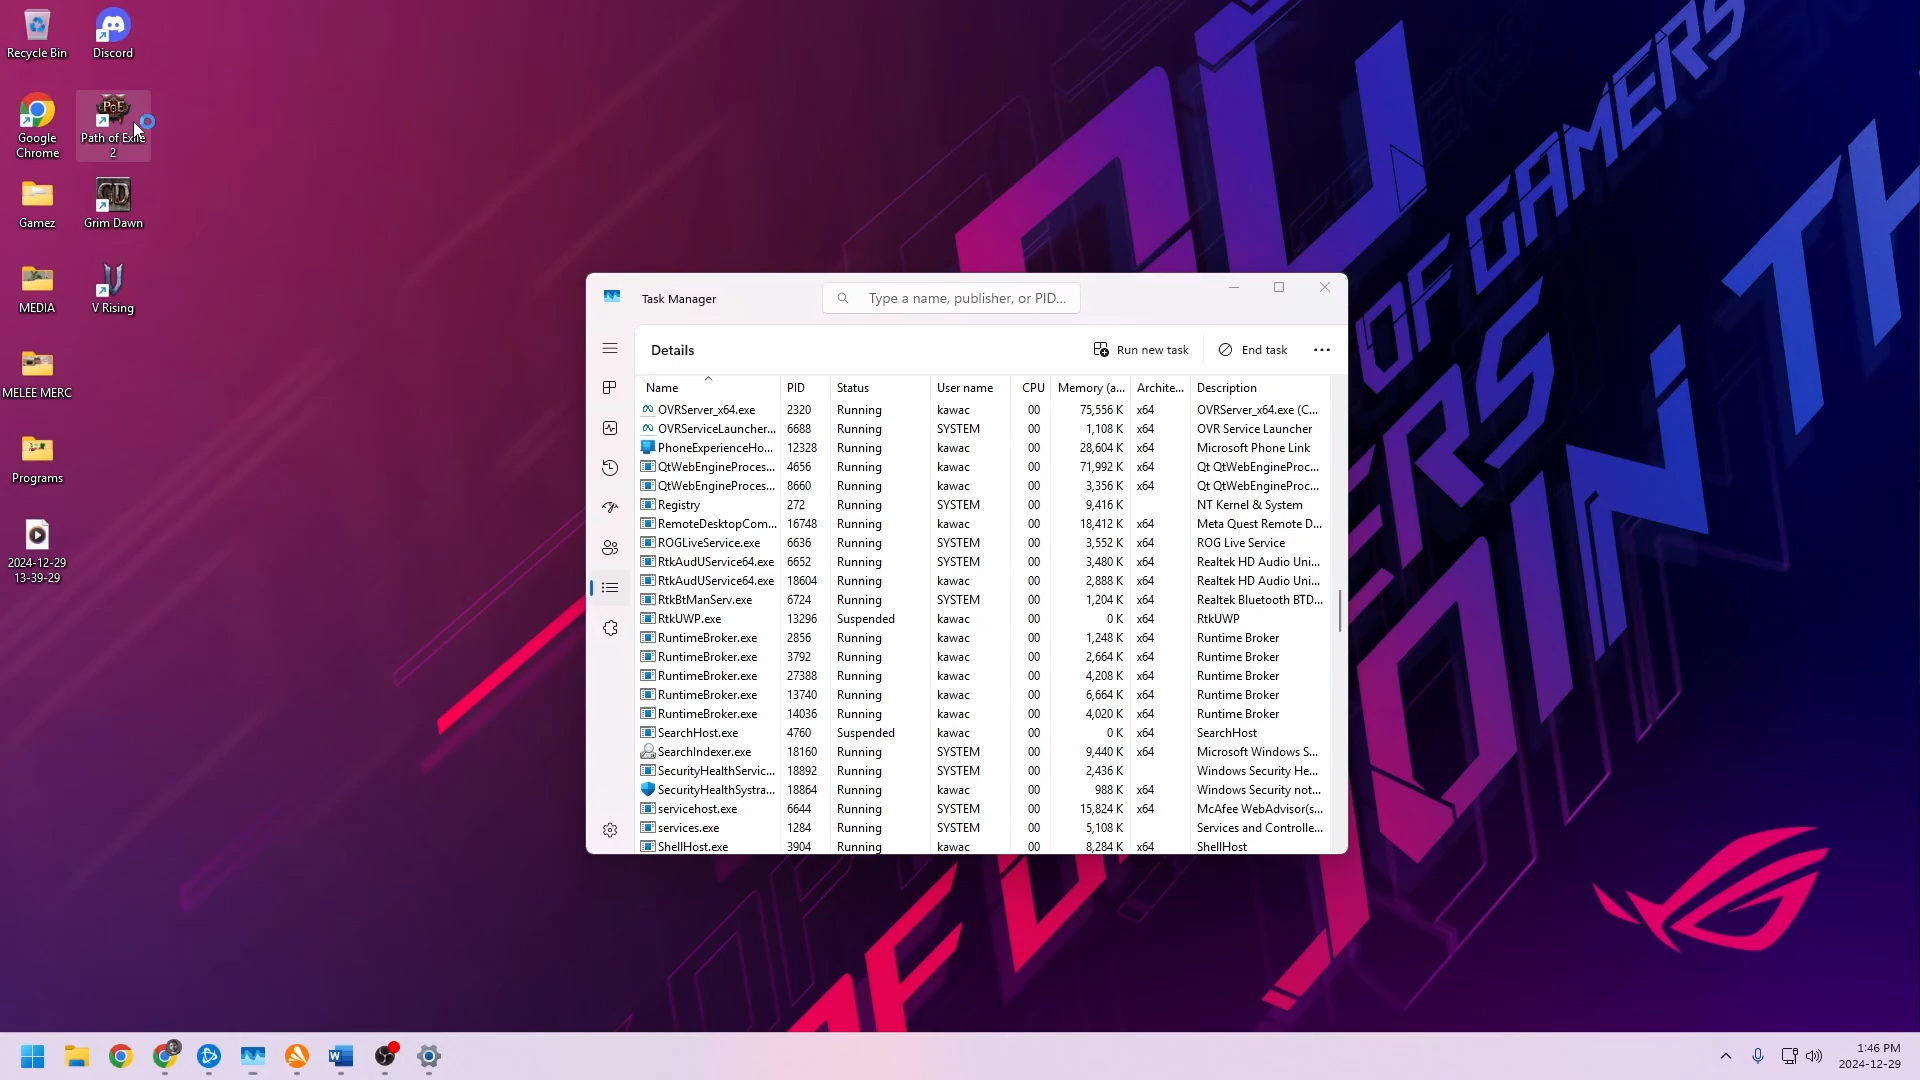 Recycle Bin
Discord
Google
Chrome
Path of Exile
2
Gamez
Grim Dawn
MEDIA
V Rising
MELEE MERC
Programs
2024-12-29
13-39-29
Task Manager
Type a name, publisher, or PID...
Details
Run new task
End task
Name PID Status User name CPU Memory (a... Archite... Description
OVRServer_x64.exe 2320 Running kawac 00 75,556 K x64 OVRServer_x64.exe (C...
OVRServiceLauncher... 6688 Running SYSTEM 00 1,108 K x64 OVR Service Launcher
PhoneExperienceHo... 12328 Running kawac 00 28,604 K x64 Microsoft Phone Link
QtWebEngineProces... 4656 Running kawac 00 71,992 K x64 Qt QtWebEngineProc...
QtWebEngineProces... 8660 Running kawac 00 3,356 K x64 Qt QtWebEngineProc...
Registry 272 Running SYSTEM 00 9,416 K NT Kernel & System
RemoteDesktopCom... 16748 Running kawac 00 18,412 K x64 Meta Quest Remote D...
ROGLiveService.exe 6636 Running SYSTEM 00 3,552 K x64 ROG Live Service
RtkAudUService64.exe 6652 Running SYSTEM 00 3,480 K x64 Realtek HD Audio Uni...
RtkAudUService64.exe 18604 Running kawac 00 2,888 K x64 Realtek HD Audio Uni...
RtkBtManServ.exe 6724 Running SYSTEM 00 1,204 K x64 Realtek Bluetooth BTD...
RtkUWP.exe 13296 Suspended kawac 00 0 K x64 RtkUWP
RuntimeBroker.exe 2856 Running kawac 00 1,248 K x64 Runtime Broker
RuntimeBroker.exe 3792 Running kawac 00 2,664 K x64 Runtime Broker
RuntimeBroker.exe 27388 Running kawac 00 4,208 K x64 Runtime Broker
RuntimeBroker.exe 13740 Running kawac 00 6,664 K x64 Runtime Broker
RuntimeBroker.exe 14036 Running kawac 00 4,020 K x64 Runtime Broker
SearchHost.exe 4760 Suspended kawac 00 0 K x64 SearchHost
SearchIndexer.exe 18160 Running SYSTEM 00 9,440 K x64 Microsoft Windows S...
SecurityHealthServic... 18892 Running SYSTEM 00 2,436 K Windows Security He...
SecurityHealthSystra... 18864 Running kawac 00 988 K x64 Windows Security not...
servicehost.exe 6644 Running SYSTEM 00 15,824 K x64 McAfee WebAdvisor(s...
services.exe 1284 Running SYSTEM 00 5,108 K Services and Controlle...
ShellHost.exe 3904 Running kawac 00 8,284 K x64 ShellHost
OF GAMERS
JOIN TH
1:46 PM
2024-12-29